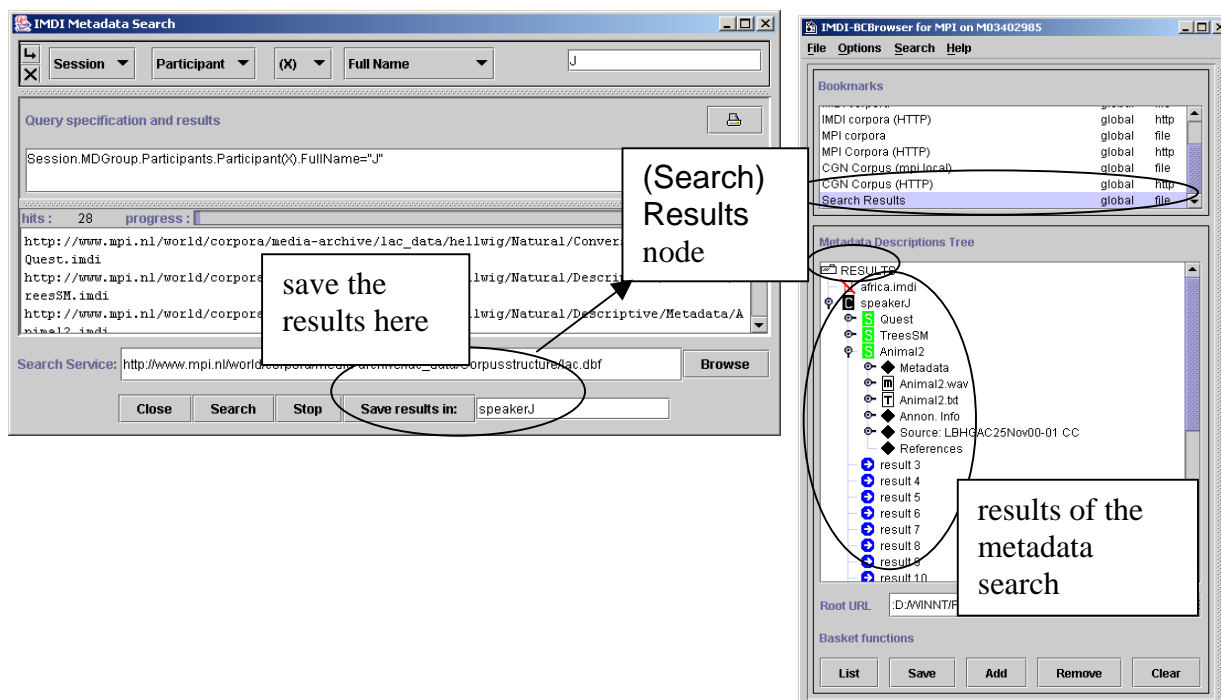 IMDI Metadata Search
Session Participant (X) Full Name J
Query specification and results
Session.MDGroup.Participants.Participant(X).FullName="J"
hits : 28 progress :
http://www.mpi.nl/world/corpora/media-archive/lac_data/hellwig/Natural/Conver
Quest.imdi
http://www.mpi.nl/world/corpora lwig/Natural/Descri
reesSM.imdi
http://www.mpi.nl/world/corpora lwig/Natural/Descriptive/Metadata/A
nimal2.imdi
Search Service: http://www.mpi.nl/world/corpora/media-archive/lac_data/Corpusstructure/lac.dbf Browse
Close Search Stop Save results in: speakerJ
save the
results here
(Search)
Results
node
IMDI-BCBrowser for MPI on M03402985
File Options Search Help
Bookmarks
global file
IMDI corpora (HTTP) global http
MPI corpora global file
MPI Corpora (HTTP) global http
CGN Corpus (mpi local) global file
CGN Corpus (HTTP) global http
Search Results global file
Metadata Descriptions Tree
RESULTS
africa.imdi
C speakerJ
S Quest
S TreesSM
S Animal2
Metadata
m Animal2.wav
T Animal2.txt
Annon. Info
Source: LBHGAC25Nov00-01 CC
References
result 3
result 4
result 5
result 6
result 7
result 8
result 9
result 10
results of the
metadata
search
Root URL :D:/WINNT/
Basket functions
List Save Add Remove Clear